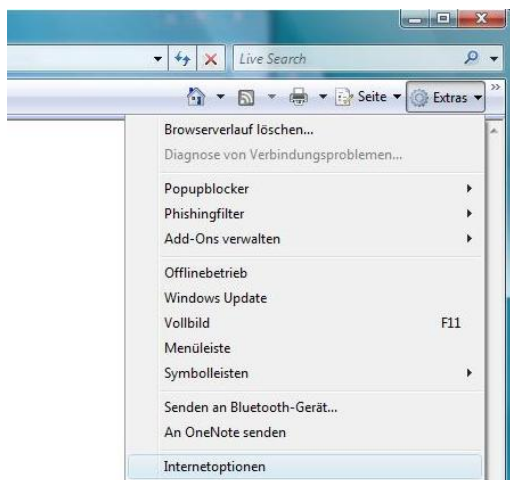 Live Search
Seite Extras
Browserverlauf löschen...
Diagnose von Verbindungsproblemen...
Popupblocker
Phishingfilter
Add-Ons verwalten
Offlinebetrieb
Windows Update
Vollbild F11
Menüleiste
Symbolleisten
Senden an Bluetooth-Gerät...
An OneNote senden
Internetoptionen